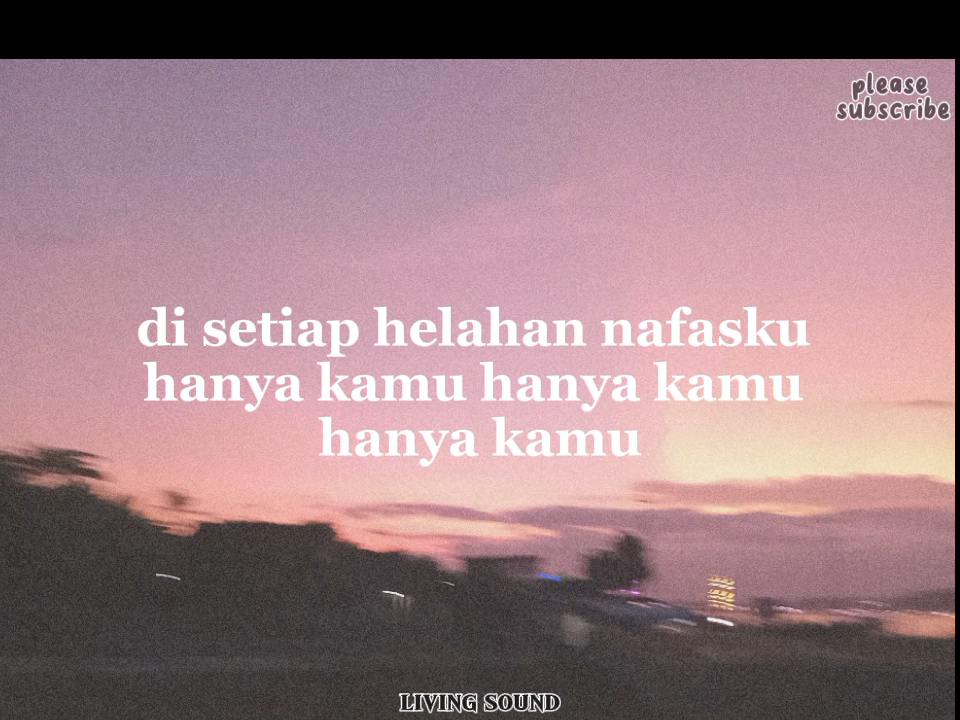 please
subscribe
di setiap helahan nafasku
hanya kamu hanya kamu
hanya kamu
LIVING SOUND